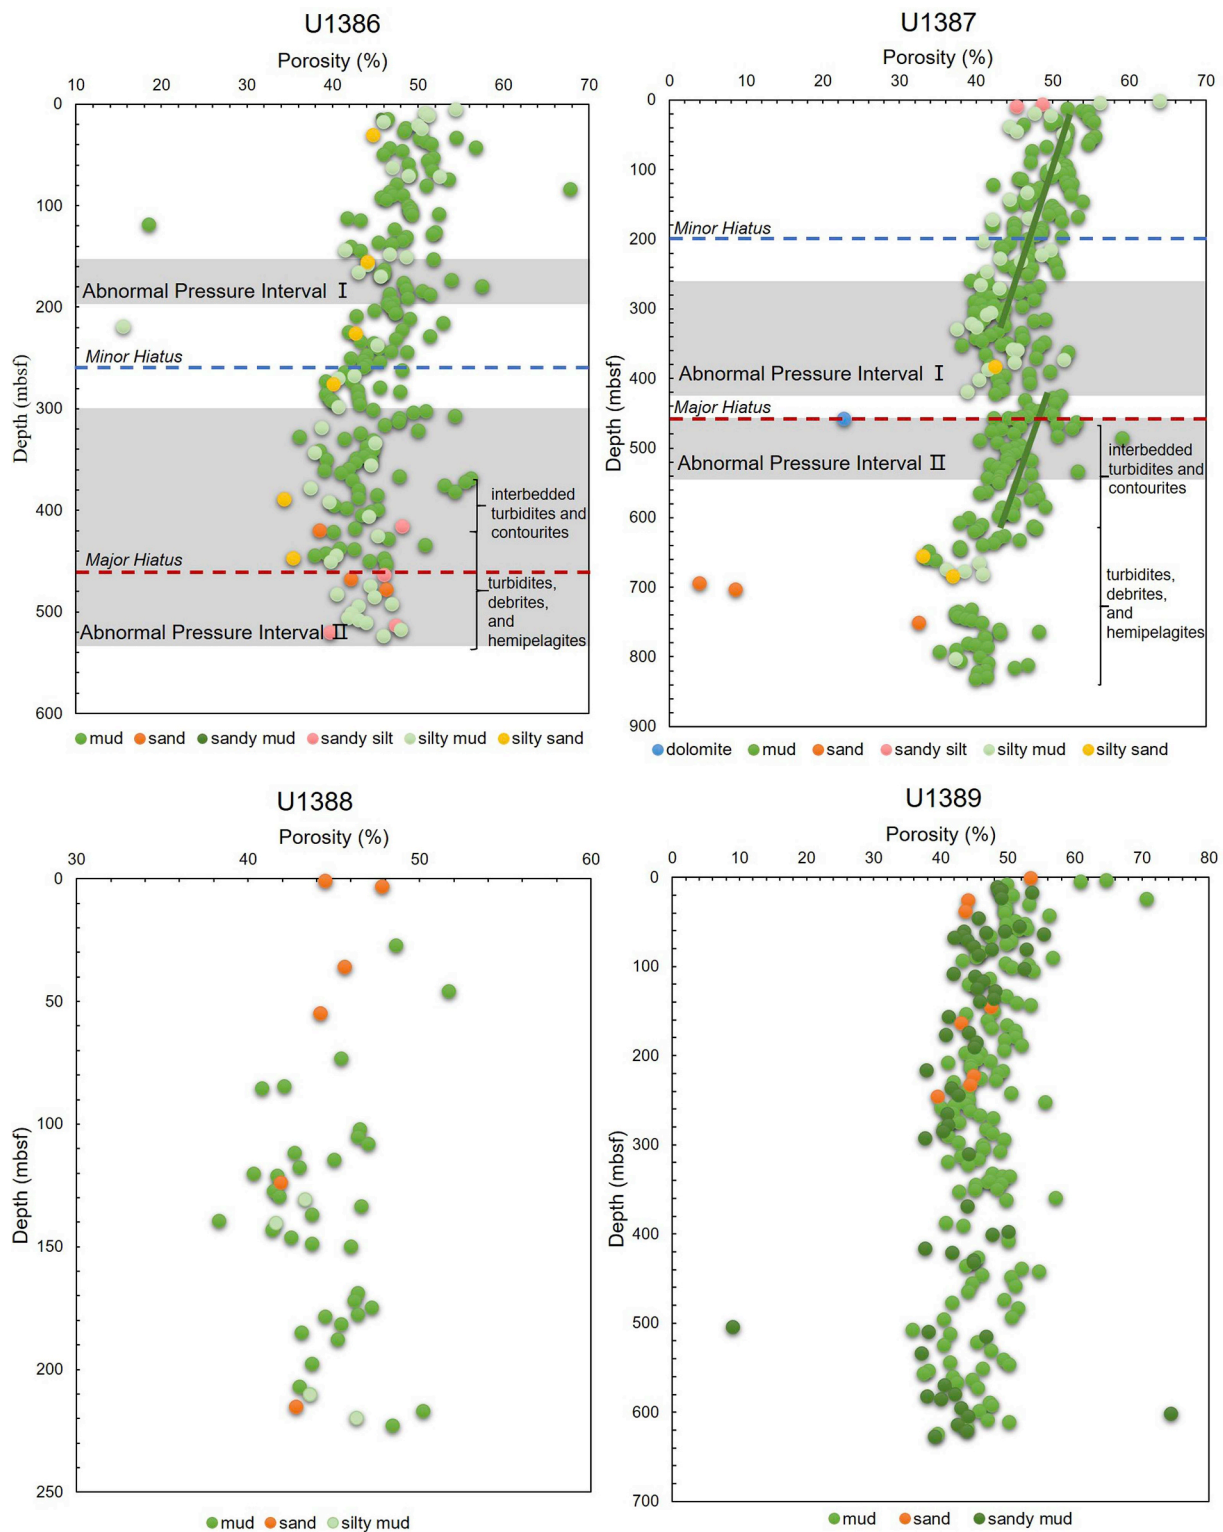 U1386
Porosity (%)
10 20 30 40 50 60 70
0
100
200
300
400
500
600
Depth (mbsf)
Abnormal Pressure Interval I
Minor Hiatus
interbedded
turbidites and
contourites
Major Hiatus
turbidites,
debrites,
and
hemipelagites
Abnormal Pressure Interval II
mud sand sandy mud sandy silt silty mud silty sand
U1387
Porosity (%)
0 10 20 30 40 50 60 70
0
100
200
300
400
500
600
700
800
900
Depth (mbsf)
Minor Hiatus
Abnormal Pressure Interval I
Major Hiatus
Abnormal Pressure Interval II
interbedded
turbidites and
contourites
turbidites,
debrites,
and
hemipelagites
dolomite mud sand sandy silt silty mud silty sand
U1388
Porosity (%)
30 40 50 60
0
50
100
150
200
250
Depth (mbsf)
mud sand silty mud
U1389
Porosity (%)
0 10 20 30 40 50 60 70 80
0
100
200
300
400
500
600
700
Depth (mbsf)
mud sand sandy mud